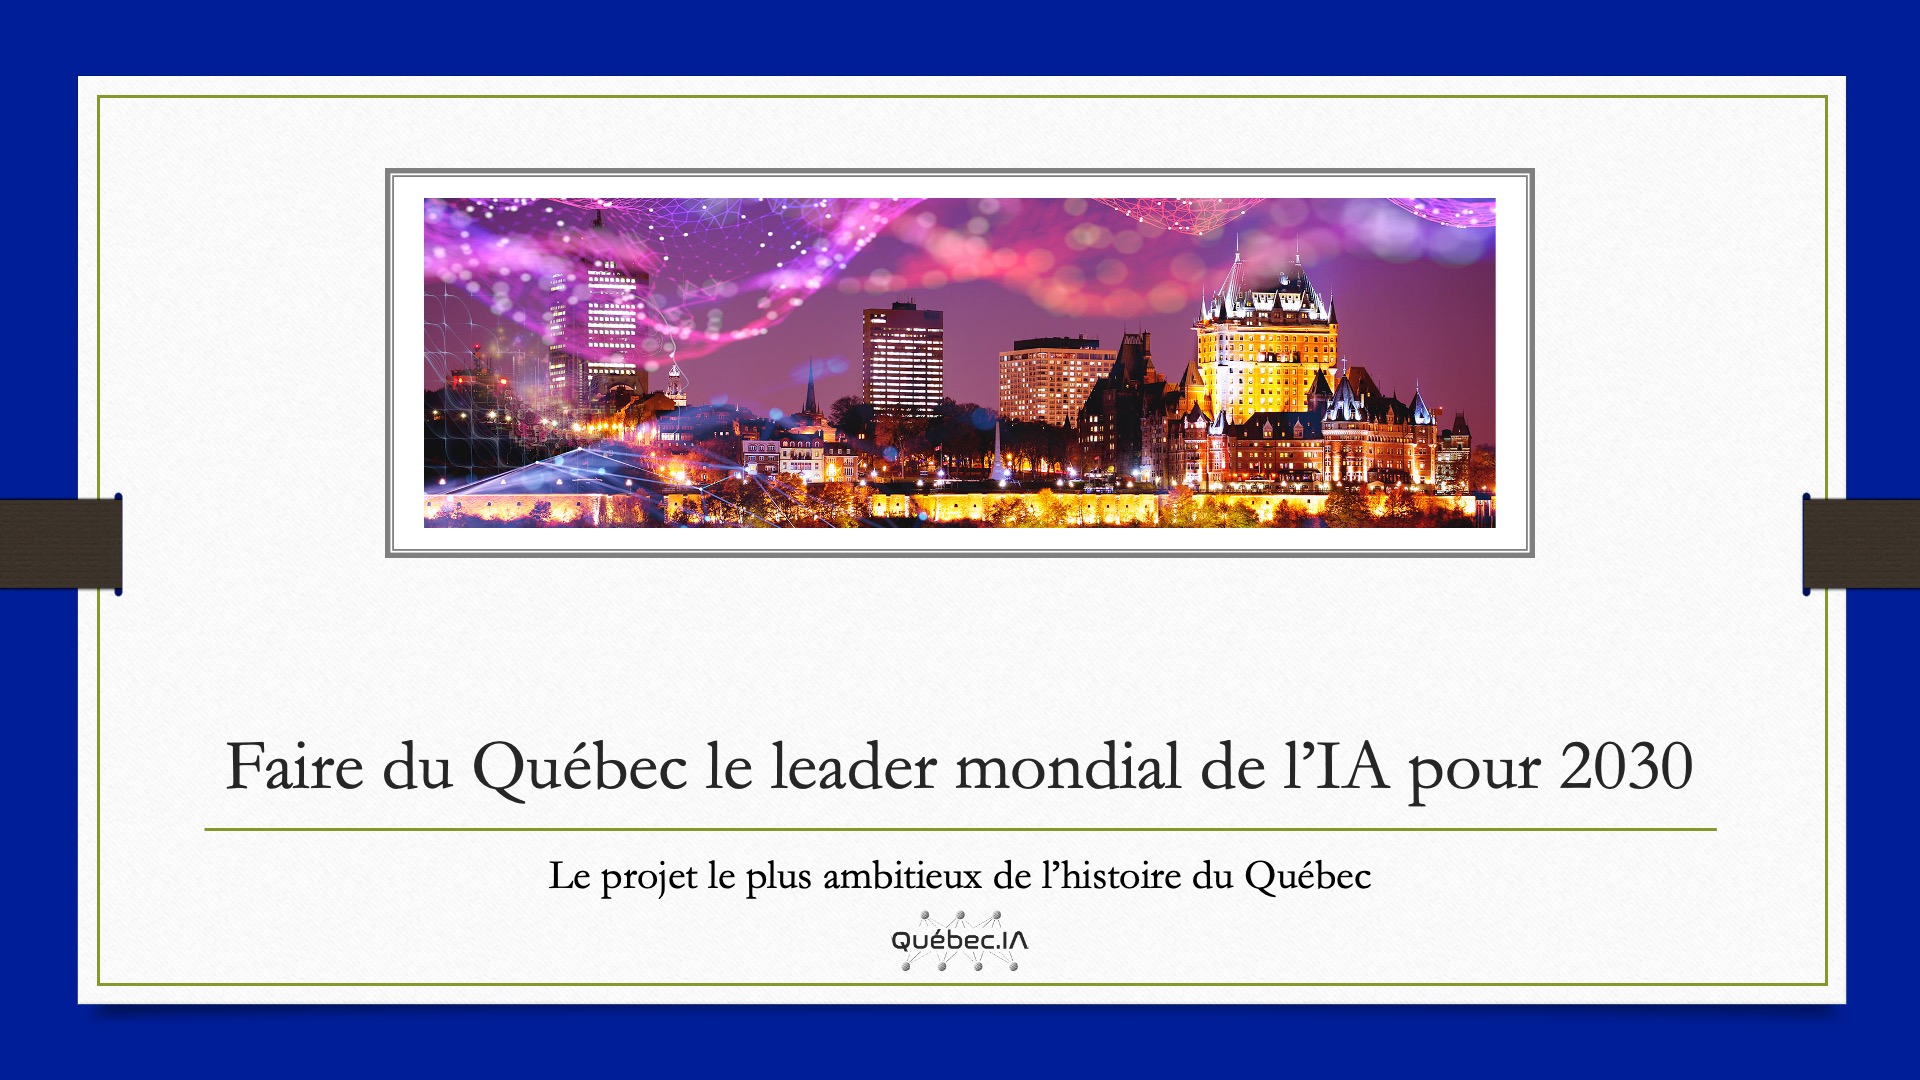 Faire du Québec le leader mondial de l’IA pour 2030
Le projet le plus ambitieux de l’histoire du Québec
Québec.IA